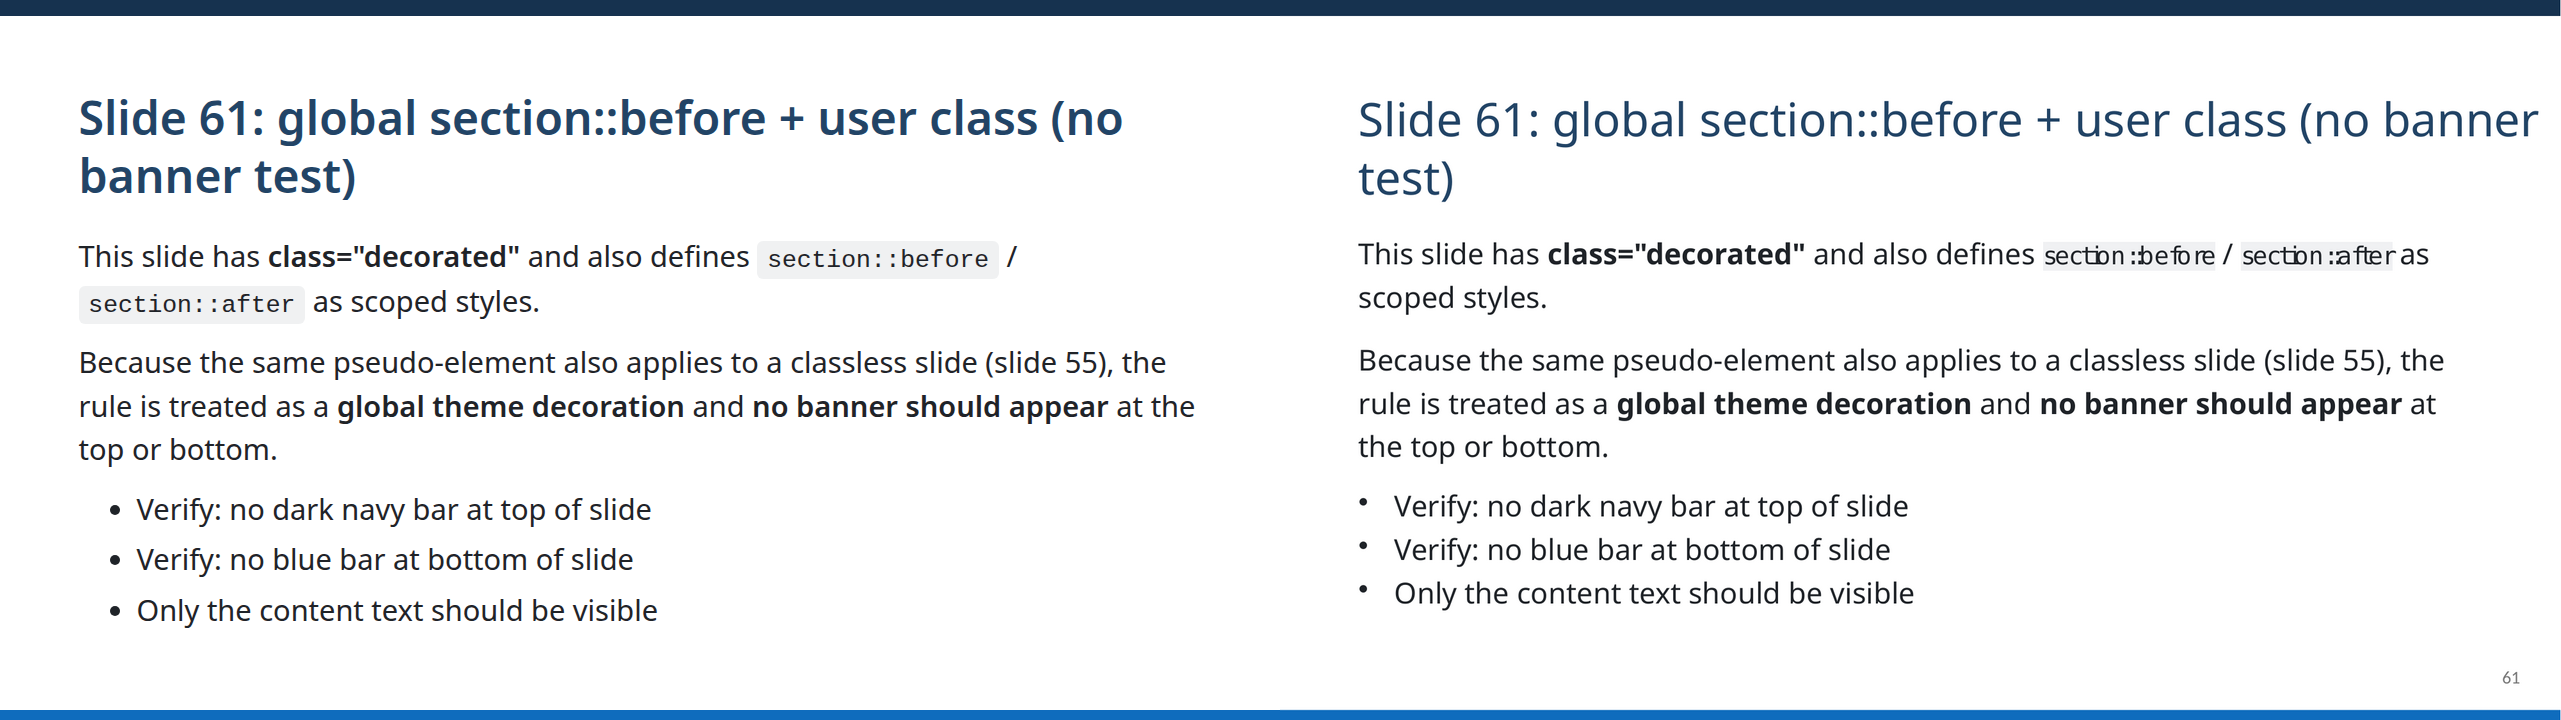 Slide 61: global section::before + user class (no
banner test)
This slide has class="decorated" and also defines section::before /
section::after as scoped styles.
Because the same pseudo-element also applies to a classless slide (slide 55), the
rule is treated as a global theme decoration and no banner should appear at the
top or bottom.
• Verify: no dark navy bar at top of slide
• Verify: no blue bar at bottom of slide
• Only the content text should be visible
Slide 61: global section::before + user class (no banner
test)
This slide has class="decorated" and also defines section::before / section::after as
scoped styles.
Because the same pseudo-element also applies to a classless slide (slide 55), the
rule is treated as a global theme decoration and no banner should appear at
the top or bottom.
• Verify: no dark navy bar at top of slide
• Verify: no blue bar at bottom of slide
• Only the content text should be visible
61